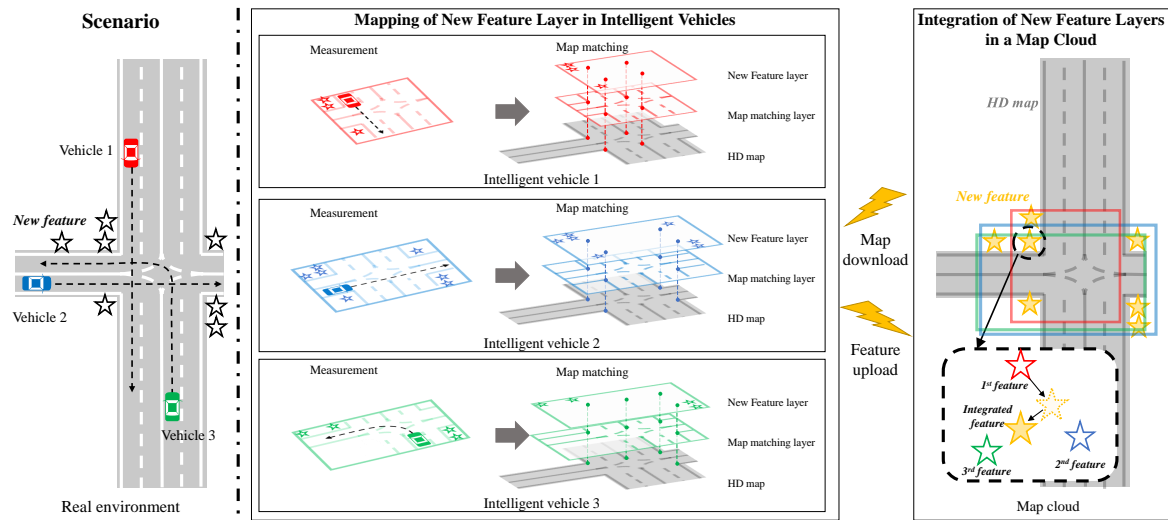 Scenario
Vehicle 1
New feature
Vehicle 2
Vehicle 3
Real environment
Mapping of New Feature Layer in Intelligent Vehicles
Measurement
Map matching
New Feature layer
Map matching layer
HD map
Intelligent vehicle 1
Measurement
Map matching
New Feature layer
Map matching layer
HD map
Intelligent vehicle 2
Measurement
Map matching
New Feature layer
Map matching layer
HD map
Intelligent vehicle 3
Map
download
Feature
upload
Integration of New Feature Layers
in a Map Cloud
HD map
New feature
1st feature
Integrated
feature
3rd feature
2nd feature
Map cloud